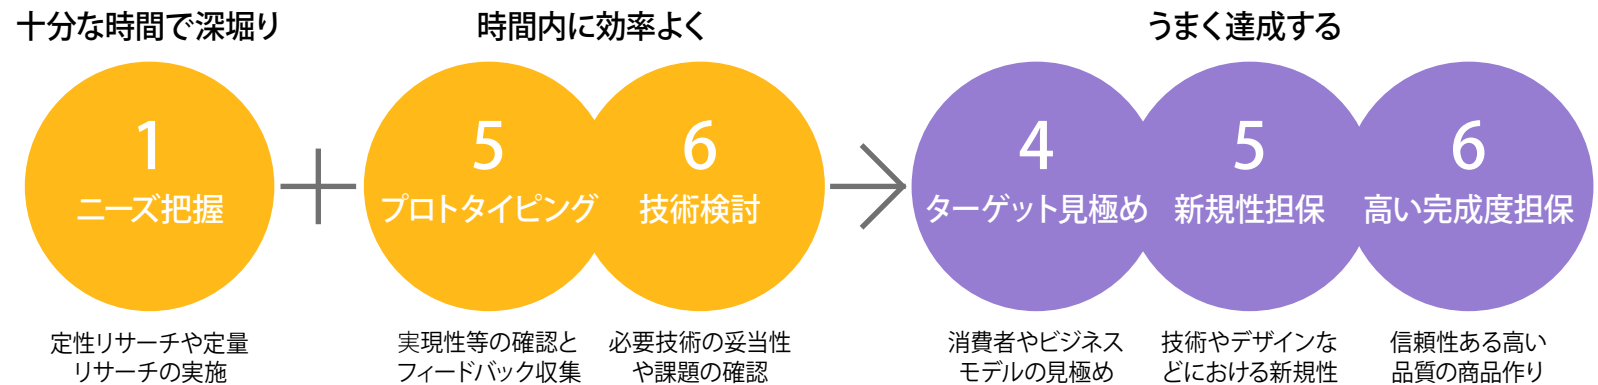 十分な時間で深堀り
時間内に効率よく
うまく達成する
1
ニーズ把握
5
プロトタイピング
6
技術検討
4
ターゲット見極め
5
新規性担保
6
高い完成度担保
定性リサーチや定量
リサーチの実施
実現性等の確認と
フィードバック収集
必要技術の妥当性
や課題の確認
消費者やビジネス
モデルの見極め
技術やデザインな
どにおける新規性
信頼性ある高い
品質の商品作り